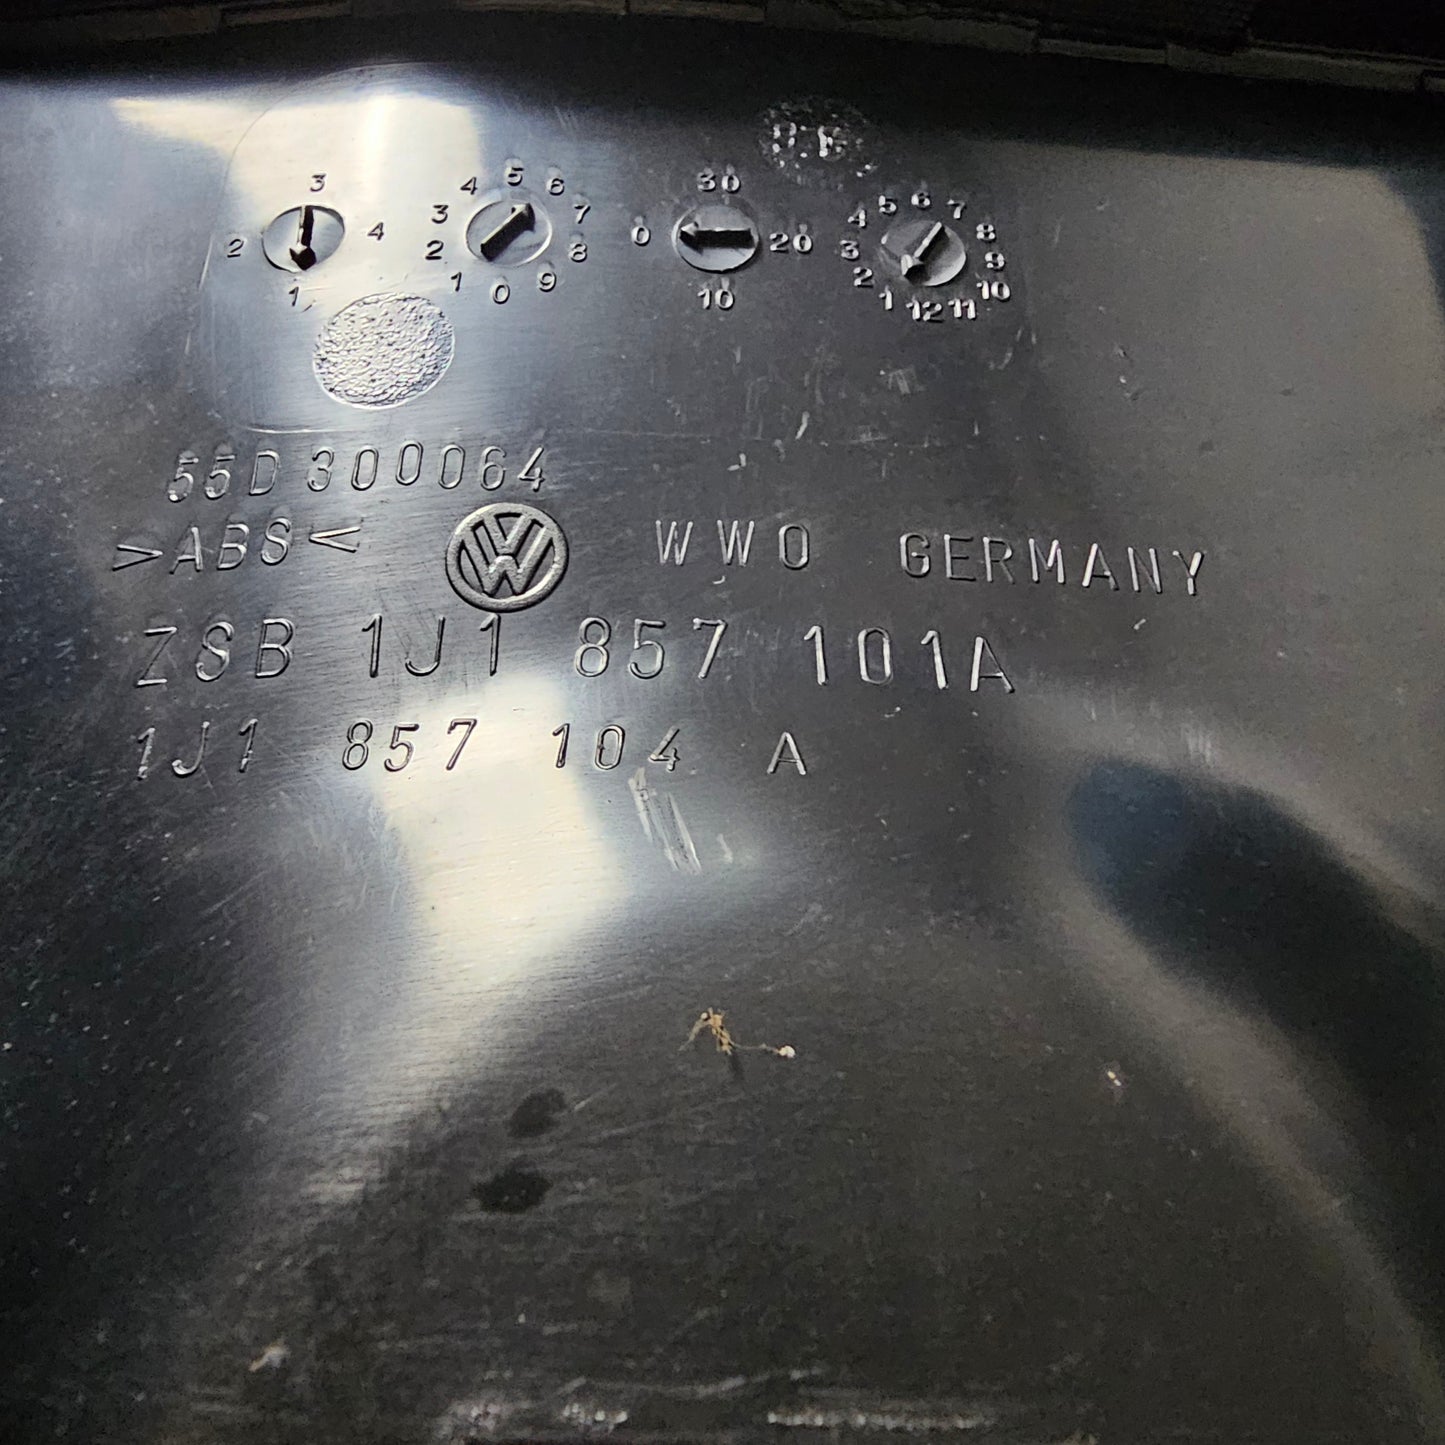 3 2 4 1
5 4 6 3 7 2 8 1 0 9
30 0 20 10
6 5 7 4 8 3 9 2 10 1 12 11
55D 300064
>ABS< VW WWO GERMANY
ZSB 1J1 857 101A
1J1 857 104 A